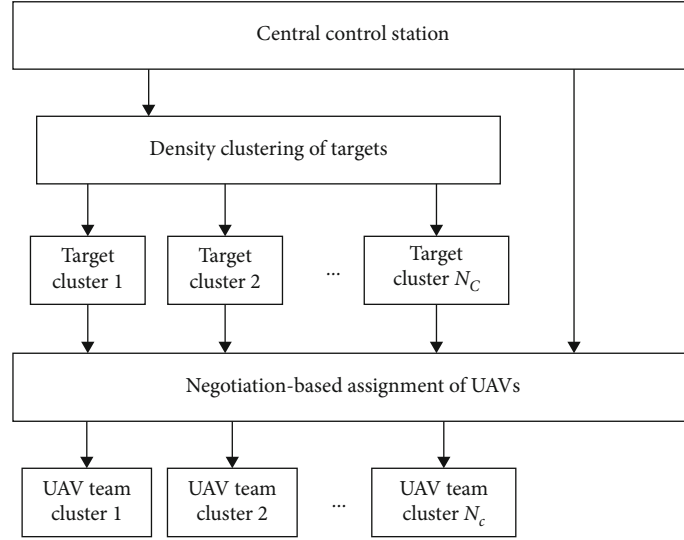 Central control station
Density clustering of targets
Target
cluster 1
Target
cluster 2
...
Target
cluster N_C
Negotiation-based assignment of UAVs
UAV team
cluster 1
UAV team
cluster 2
...
UAV team
cluster N_c